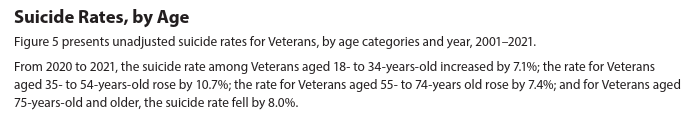 Suicide Rates, by Age
Figure 5 presents unadjusted suicide rates for Veterans, by age categories and year, 2001–2021.
From 2020 to 2021, the suicide rate among Veterans aged 18- to 34-years-old increased by 7.1%; the rate for Veterans
aged 35- to 54-years-old rose by 10.7%; the rate for Veterans aged 55- to 74-years old rose by 7.4%; and for Veterans aged
75-years-old and older, the suicide rate fell by 8.0%.